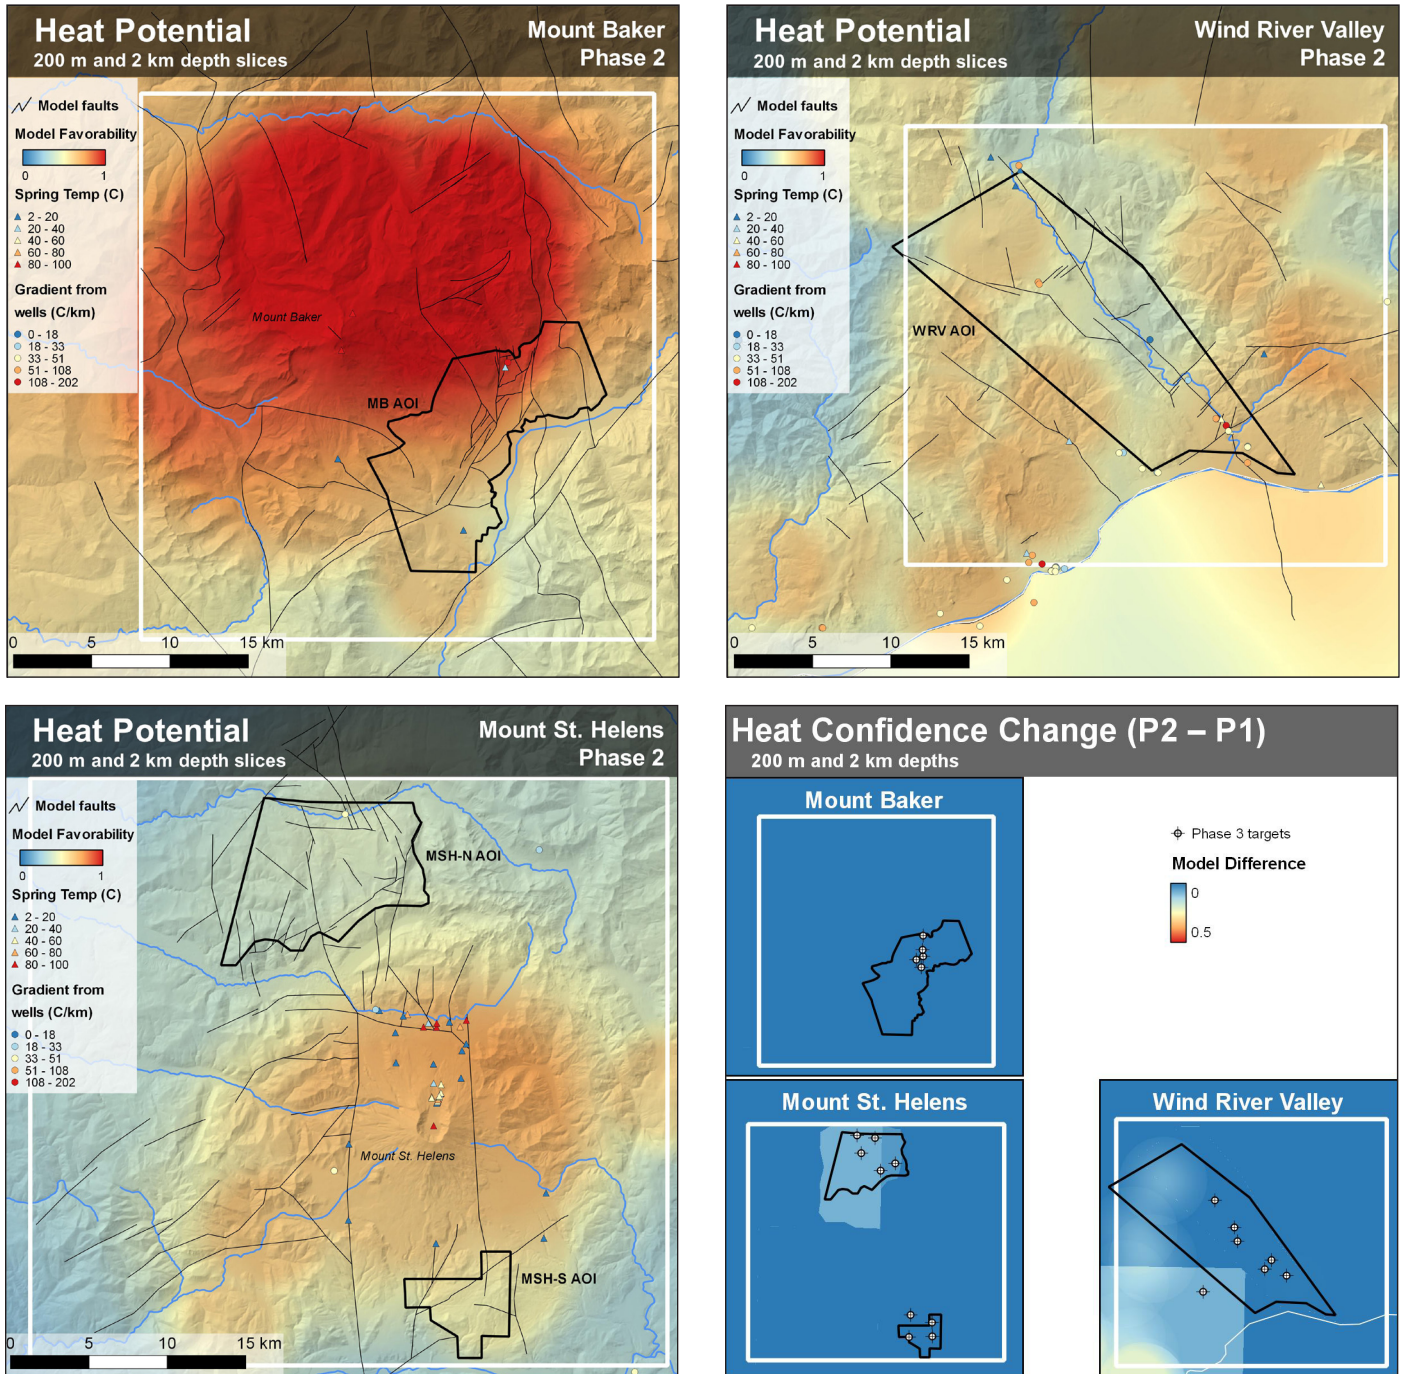 Heat Potential
200 m and 2 km depth slices
Mount Baker
Phase 2
Model faults
Model Favorability
0 1
Spring Temp (C)
2 - 20
20 - 40
40 - 60
60 - 80
80 - 100
Gradient from
wells (C/km)
0 - 18
18 - 33
33 - 51
51 - 108
108 - 202
Mount Baker
MB AOI
0 5 10 15 km
Heat Potential
200 m and 2 km depth slices
Wind River Valley
Phase 2
Model faults
Model Favorability
0 1
Spring Temp (C)
2 - 20
20 - 40
40 - 60
60 - 80
80 - 100
Gradient from
wells (C/km)
0 - 18
18 - 33
33 - 51
51 - 108
108 - 202
WRV AOI
0 5 10 15 km
Heat Potential
200 m and 2 km depth slices
Mount St. Helens
Phase 2
Model faults
Model Favorability
0 1
Spring Temp (C)
2 - 20
20 - 40
40 - 60
60 - 80
80 - 100
Gradient from
wells (C/km)
0 - 18
18 - 33
33 - 51
51 - 108
108 - 202
MSH-N AOI
Mount St. Helens
MSH-S AOI
0 5 10 15 km
Heat Confidence Change (P2 – P1)
200 m and 2 km depths
Mount Baker
Phase 3 targets
Model Difference
0
0.5
Mount St. Helens
Wind River Valley